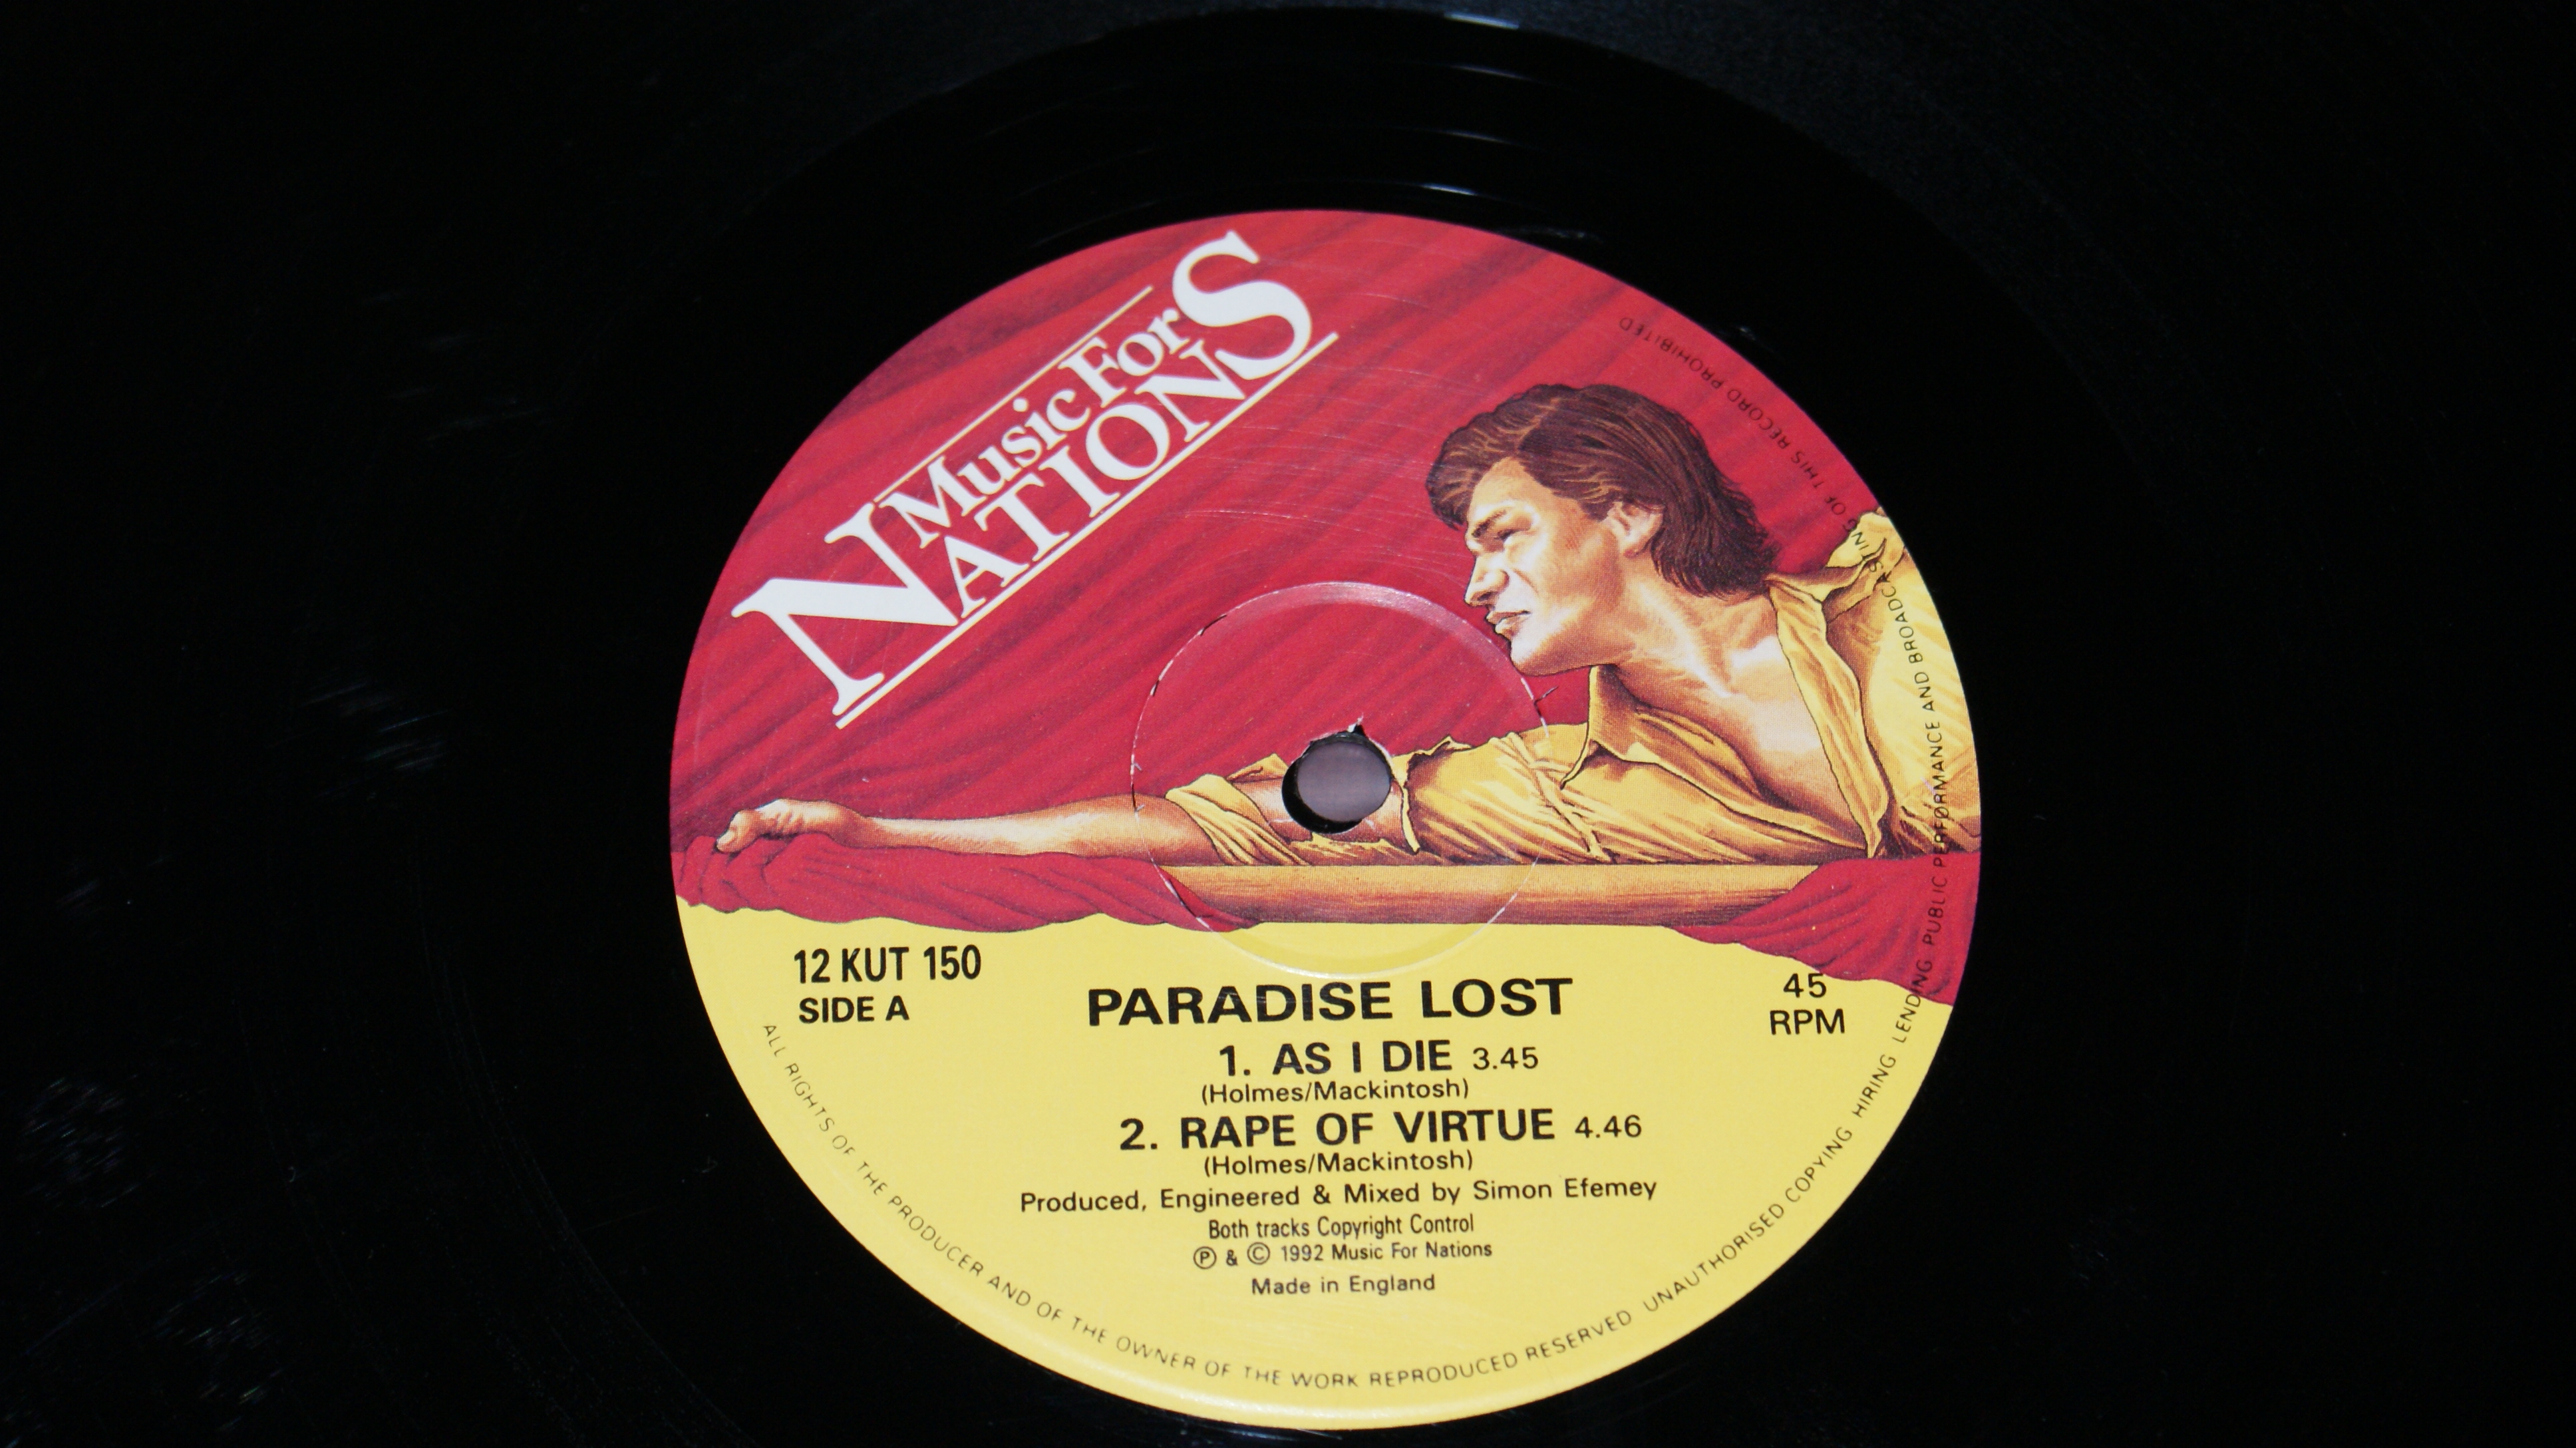 Music For
NATIONS
12 KUT 150
SIDE A
45
RPM
PARADISE LOST
1. AS I DIE 3.45
(Holmes/Mackintosh)
2. RAPE OF VIRTUE 4.46
(Holmes/Mackintosh)
Produced, Engineered & Mixed by Simon Efemey
Both tracks Copyright Control
Ⓟ & © 1992 Music For Nations
Made in England
ALL RIGHTS OF THE PRODUCER AND OF THE OWNER OF THE WORK REPRODUCED RESERVED UNAUTHORISED COPYING HIRING LENDING PUBLIC PERFORMANCE AND BROADCASTING OF THIS RECORD PROHIBITED